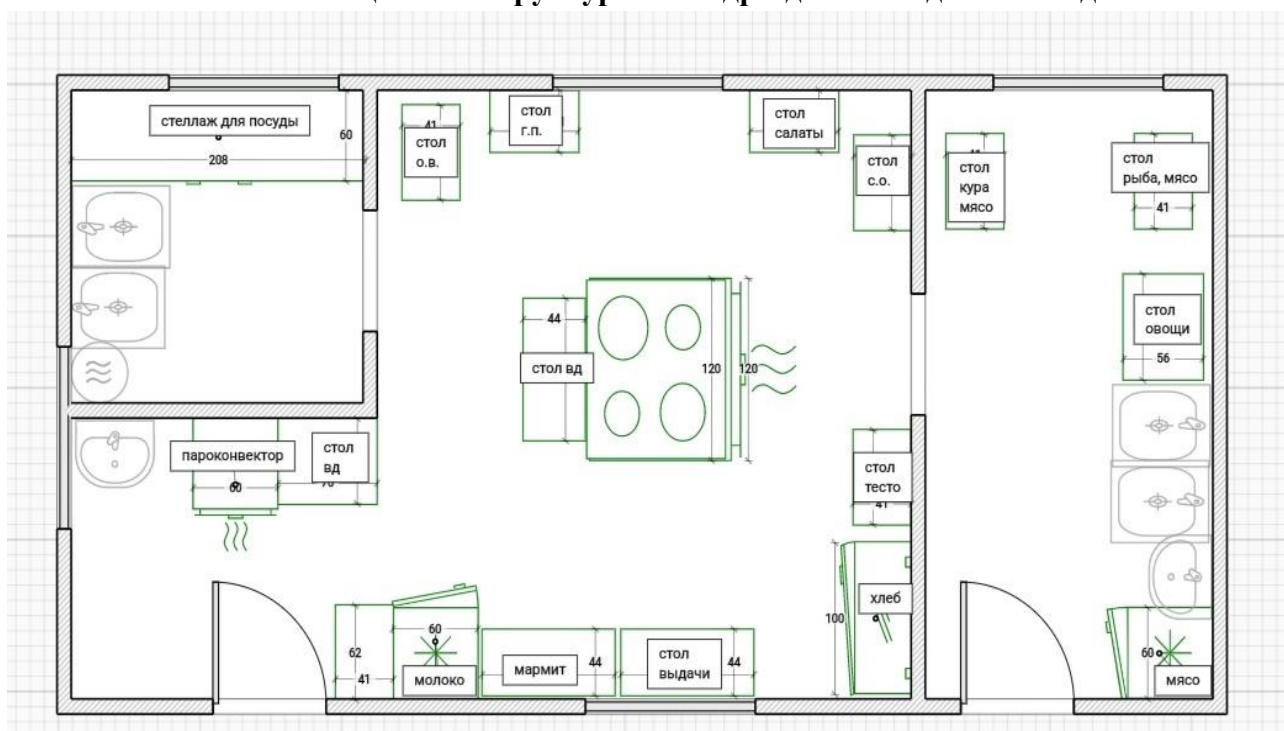 стеллаж для посуды
60
208
41
стол
о.в.
стол
г.п.
стол
салаты
стол
с.о.
стол
кура
мясо
стол
рыба, мясо
41
стол
овощи
56
44
стол вд
120
120
пароконвектор
60
стол
вд
70
стол
тесто
41
хлеб
100
62
41
60
молоко
мармит
44
стол
выдачи
44
60
мясо